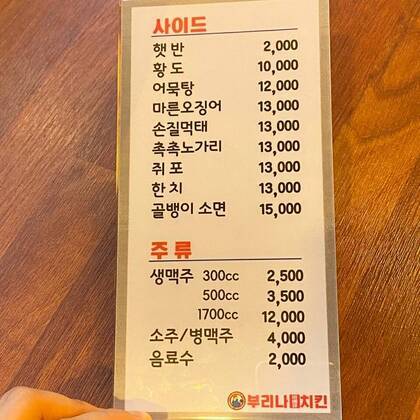 사이드
햇반 2,000
황도 10,000
어묵탕 12,000
마른오징어 13,000
손질먹태 13,000
촉촉노가리 13,000
쥐포 13,000
한치 13,000
골뱅이 소면 15,000
주류
생맥주 300cc 2,500
500cc 3,500
1700cc 12,000
소주/병맥주 4,000
음료수 2,000
부리나 치킨